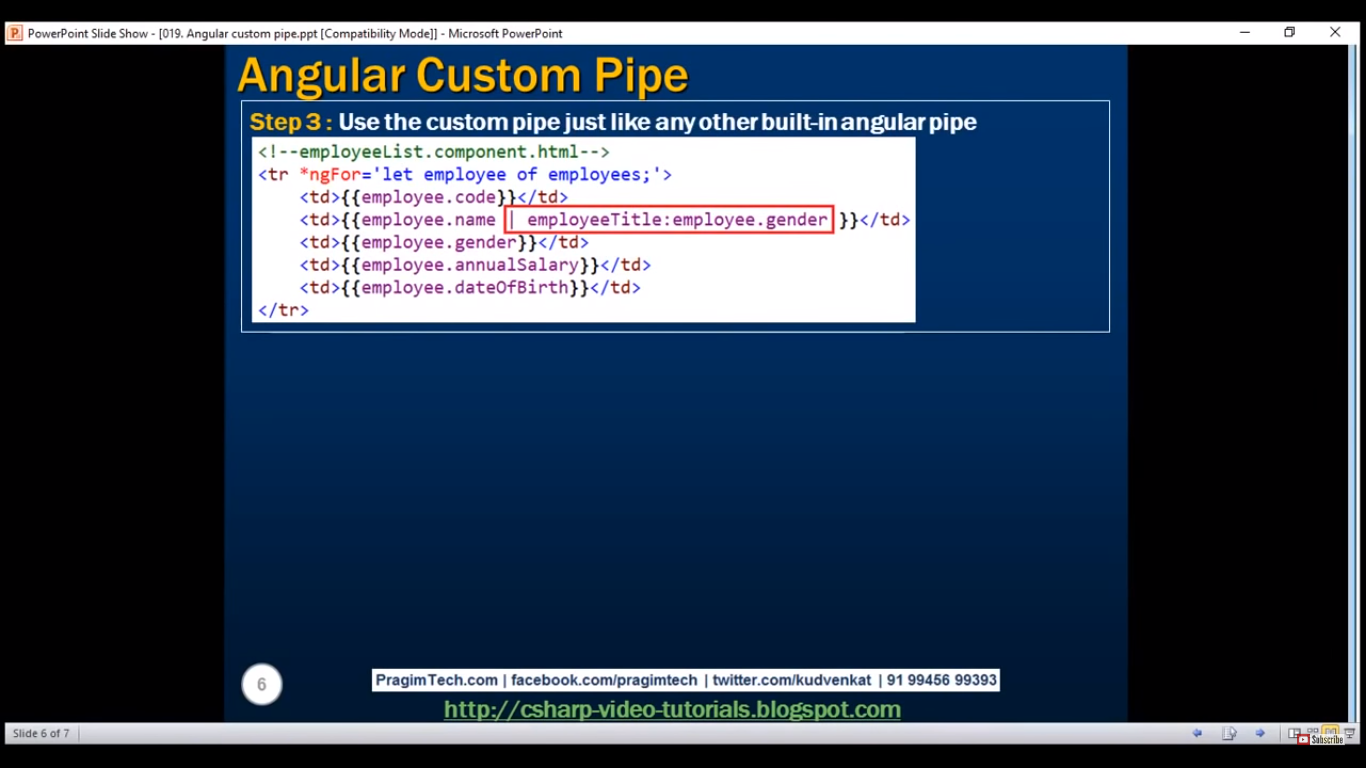 PowerPoint Slide Show - [019. Angular custom pipe.ppt [Compatibility Mode]] - Microsoft PowerPoint
Angular Custom Pipe
Step 3 : Use the custom pipe just like any other built-in angular pipe
<!--employeeList.component.html-->
<tr *ngFor='let employee of employees;'>
    <td>{{employee.code}}</td>
    <td>{{employee.name | employeeTitle:employee.gender }}</td>
    <td>{{employee.gender}}</td>
    <td>{{employee.annualSalary}}</td>
    <td>{{employee.dateOfBirth}}</td>
</tr>
6
PragimTech.com | facebook.com/pragimtech | twitter.com/kudvenkat | 91 99456 99393
http://csharp-video-tutorials.blogspot.com
Slide 6 of 7
Subscribe